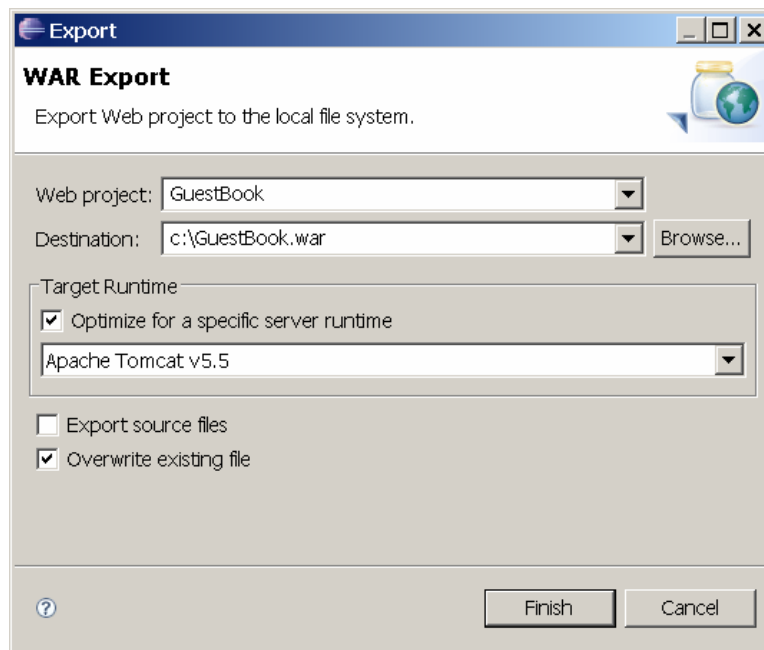 Export
WAR Export
Export Web project to the local file system.
Web project: GuestBook
Destination: c:\GuestBook.war Browse...
Target Runtime
Optimize for a specific server runtime
Apache Tomcat v5.5
Export source files
Overwrite existing file
? Finish Cancel